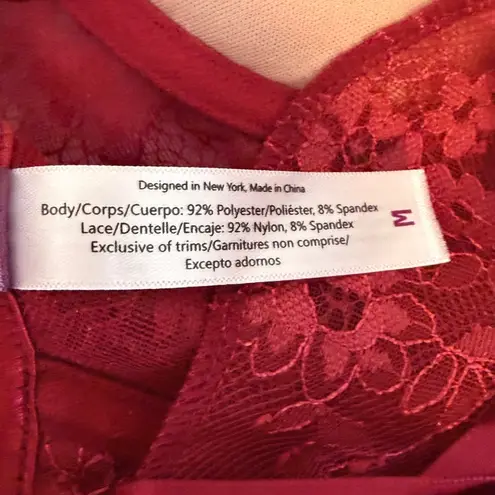 Designed in New York, Made in China
Body/Corps/Cuerpo: 92% Polyester/Poliéster, 8% Spandex
Lace/Dentelle/Encaje: 92% Nylon, 8% Spandex
Exclusive of trims/Garnitures non comprise/
Excepto adornos
M